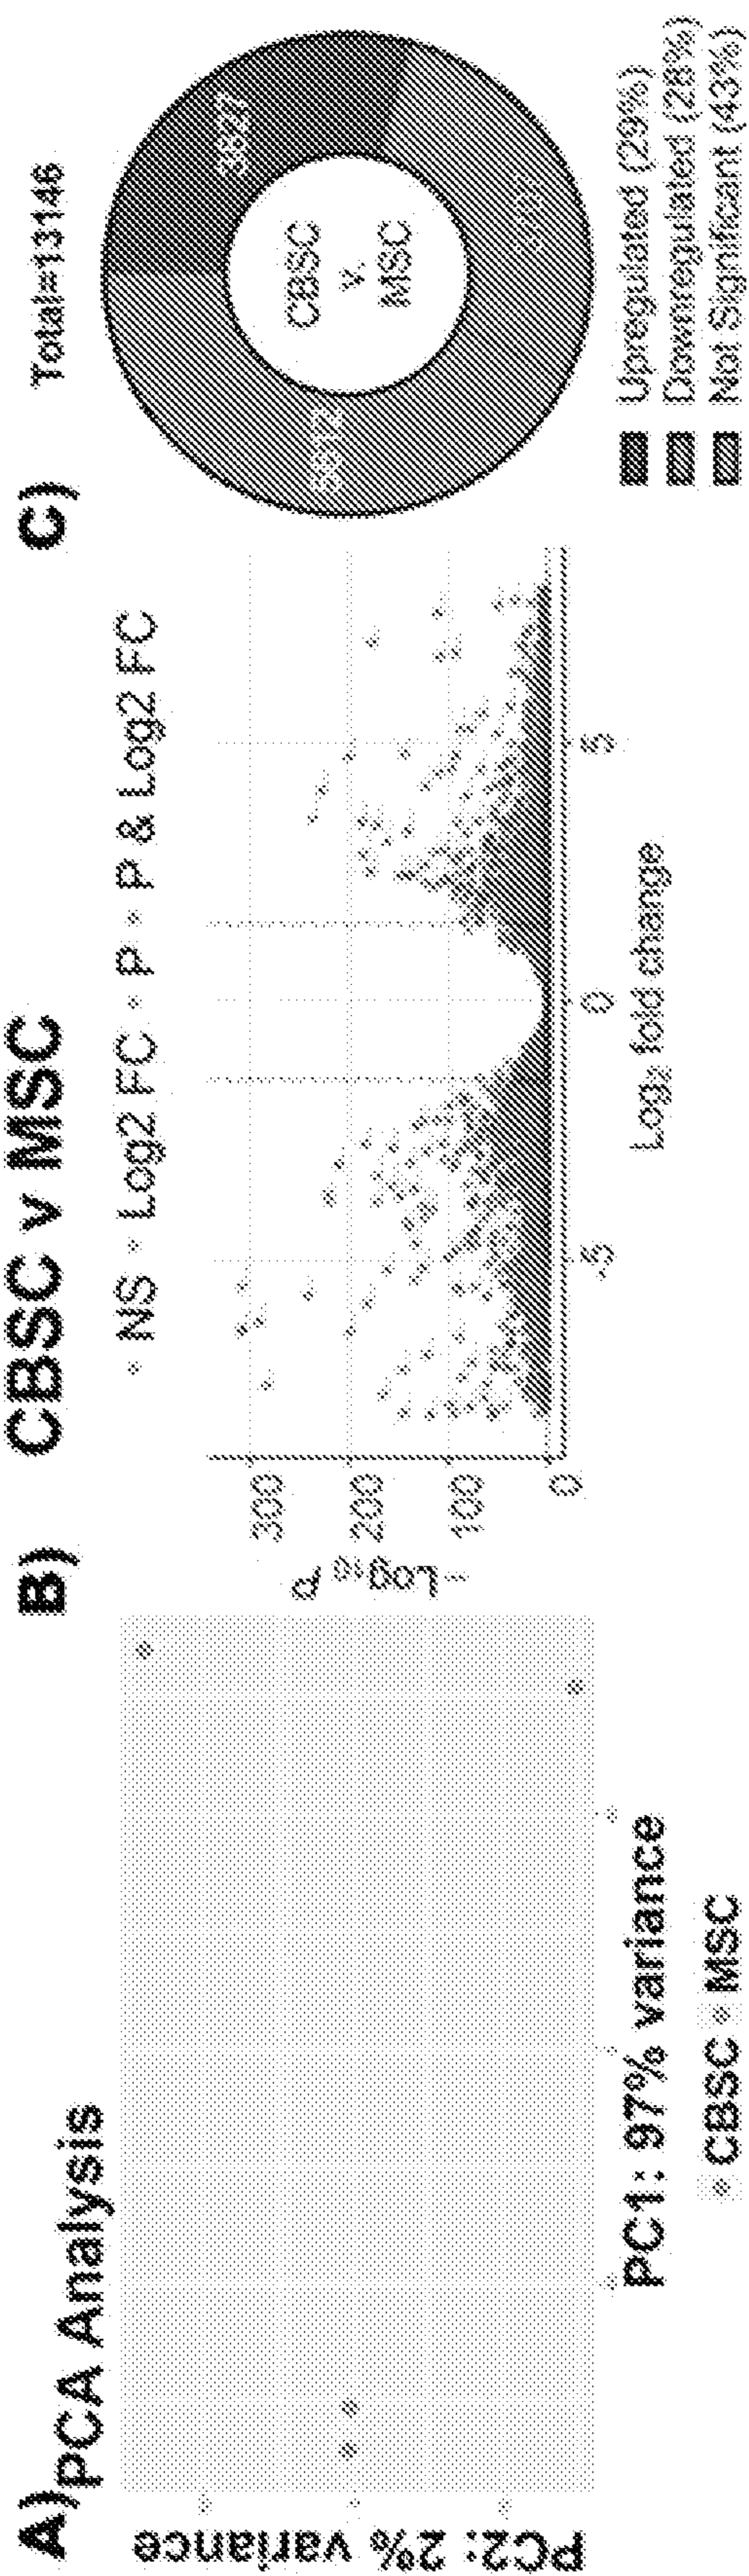 A)
PCA Analysis
PC2: 2% variance
PC1: 97% variance
CBSC MSC
B)
CBSC v MSC
NS Log2 FC P P & Log2 FC
-Log10 P
300
200
100
0
-5 0 5
Log2 fold change
C)
Total=13146
CBSC
v.
MSC
Upregulated (29%)
Downregulated (28%)
Not Significant (43%)